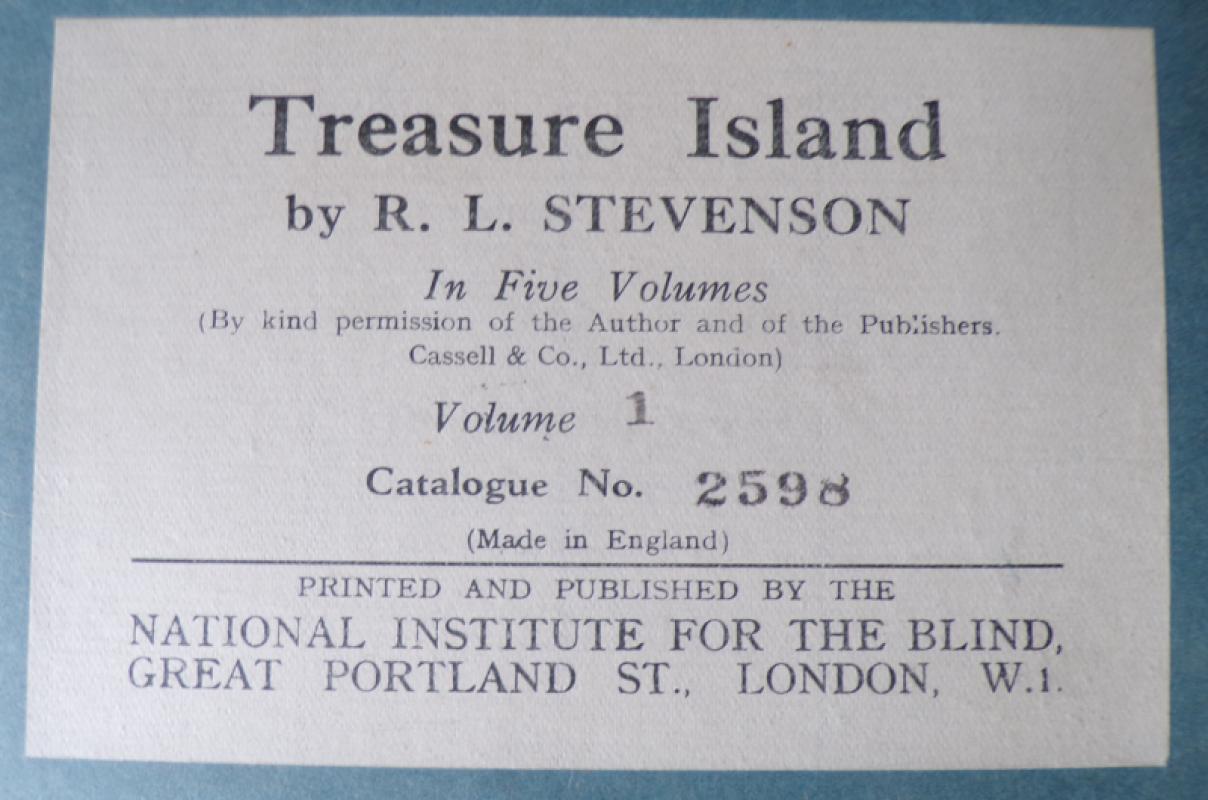 Treasure Island
by R. L. STEVENSON
In Five Volumes
(By kind permission of the Author and of the Publishers.
Cassell & Co., Ltd., London)
Volume 1
Catalogue No. 2598
(Made in England)
PRINTED AND PUBLISHED BY THE
NATIONAL INSTITUTE FOR THE BLIND,
GREAT PORTLAND ST., LONDON, W.1.